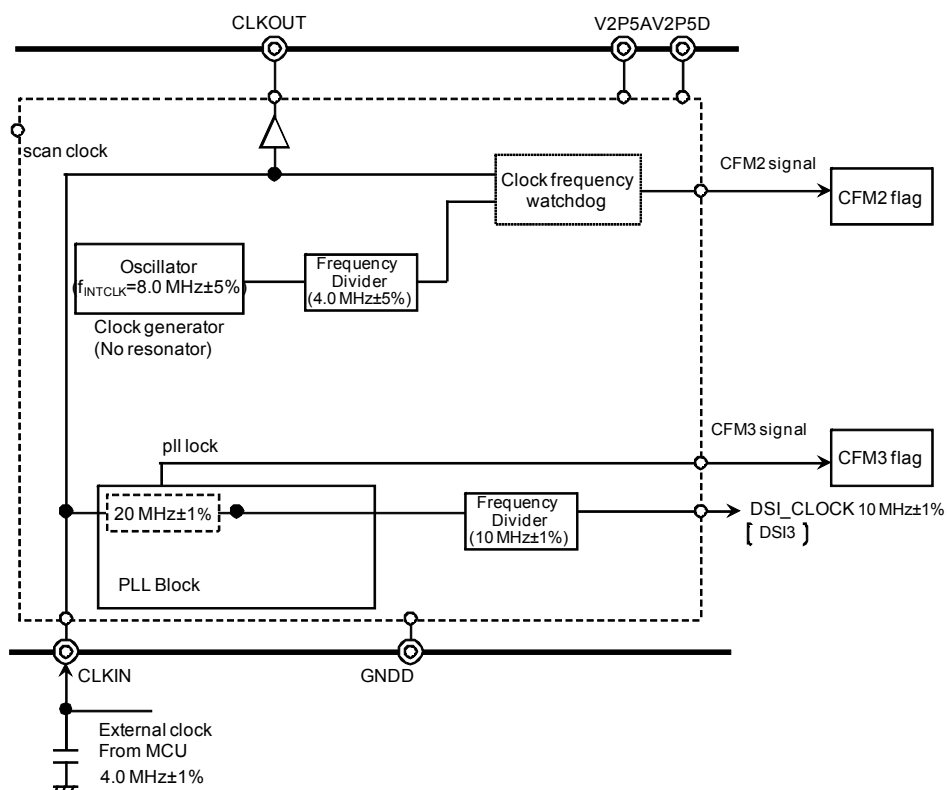 CLKOUT
V2P5AV2P5D
scan clock
CFM2 signal
Clock frequency
watchdog
CFM2 flag
Oscillator
(fINTCLK=8.0 MHz±5%)
Frequency
Divider
(4.0 MHz±5%)
Clock generator
(No resonator)
CFM3 signal
pll lock
CFM3 flag
20 MHz±1%
Frequency
Divider
(10 MHz±1%)
DSI_CLOCK 10 MHz±1%
[ DSI3 ]
PLL Block
CLKIN
GNDD
External clock
From MCU
4.0 MHz±1%